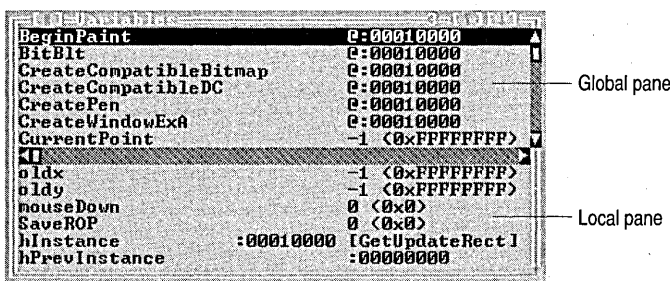 Variables
BeginPaint @:00010000
BitBlt @:00010000
CreateCompatibleBitmap @:00010000
CreateCompatibleDC @:00010000
CreatePen @:00010000
CreateWindowExA @:00010000
CurrentPoint -1 <0xFFFFFFFF>
Global pane
oldx -1 <0xFFFFFFFF>
oldy -1 <0xFFFFFFFF>
mouseDown 0 <0x0>
SaveROP 0 <0x0>
Local pane
hInstance :00010000 [GetUpdateRect]
hPrevInstance :00000000